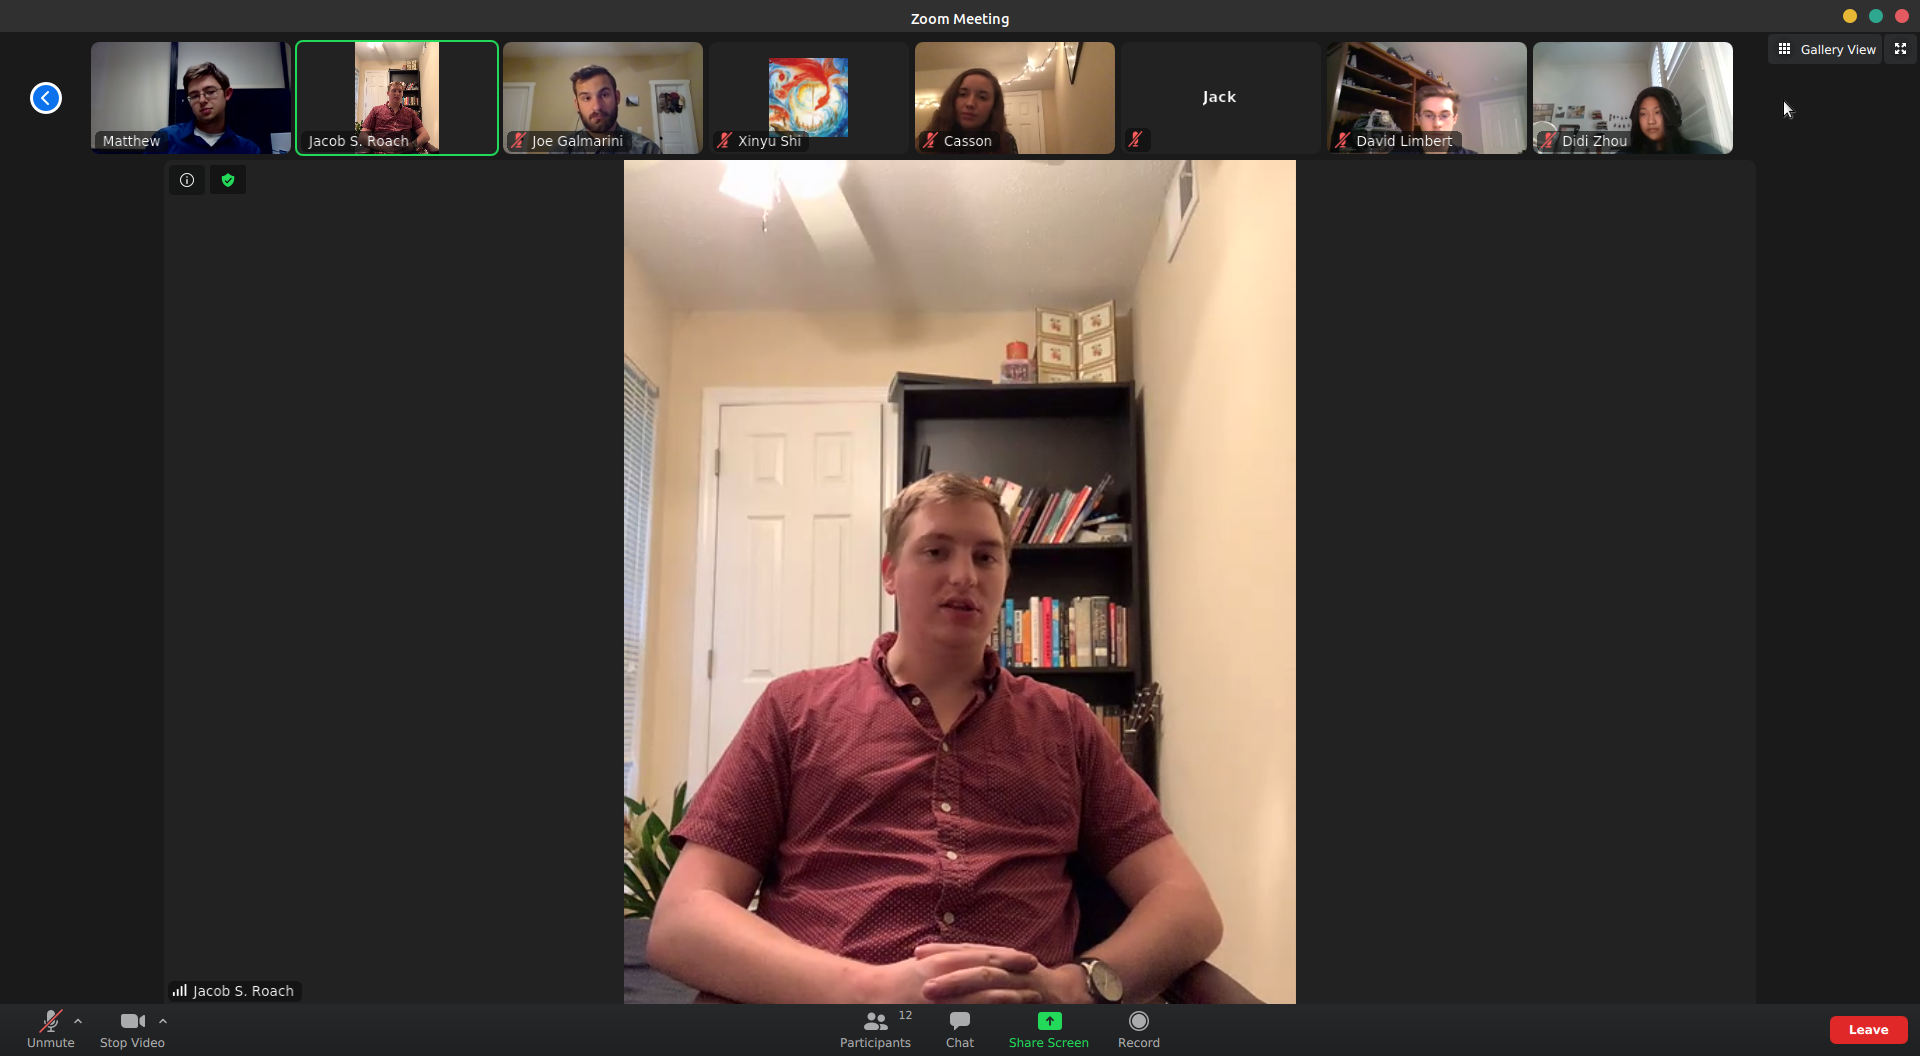 Zoom Meeting
Gallery View
Matthew
Jacob S. Roach
Joe Galmarini
Xinyu Shi
Casson
Jack
David Limbert
Didi Zhou
Jacob S. Roach
Unmute
Stop Video
Participants 12
Chat
Share Screen
Record
Leave